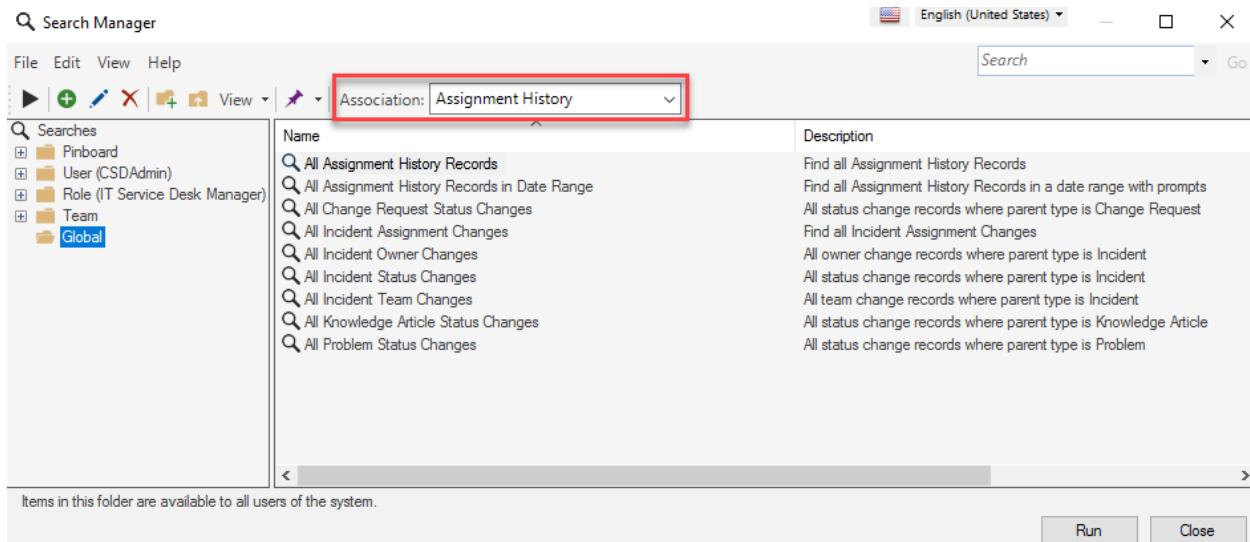 Search Manager
English (United States)
File Edit View Help
Search
Go
View
Association: Assignment History
Searches
Pinboard
User (CSDAdmin)
Role (IT Service Desk Manager)
Team
Global
Name Description
All Assignment History Records Find all Assignment History Records
All Assignment History Records in Date Range Find all Assignment History Records in a date range with prompts
All Change Request Status Changes All status change records where parent type is Change Request
All Incident Assignment Changes Find all Incident Assignment Changes
All Incident Owner Changes All owner change records where parent type is Incident
All Incident Status Changes All status change records where parent type is Incident
All Incident Team Changes All team change records where parent type is Incident
All Knowledge Article Status Changes All status change records where parent type is Knowledge Article
All Problem Status Changes All status change records where parent type is Problem
Items in this folder are available to all users of the system.
Run Close